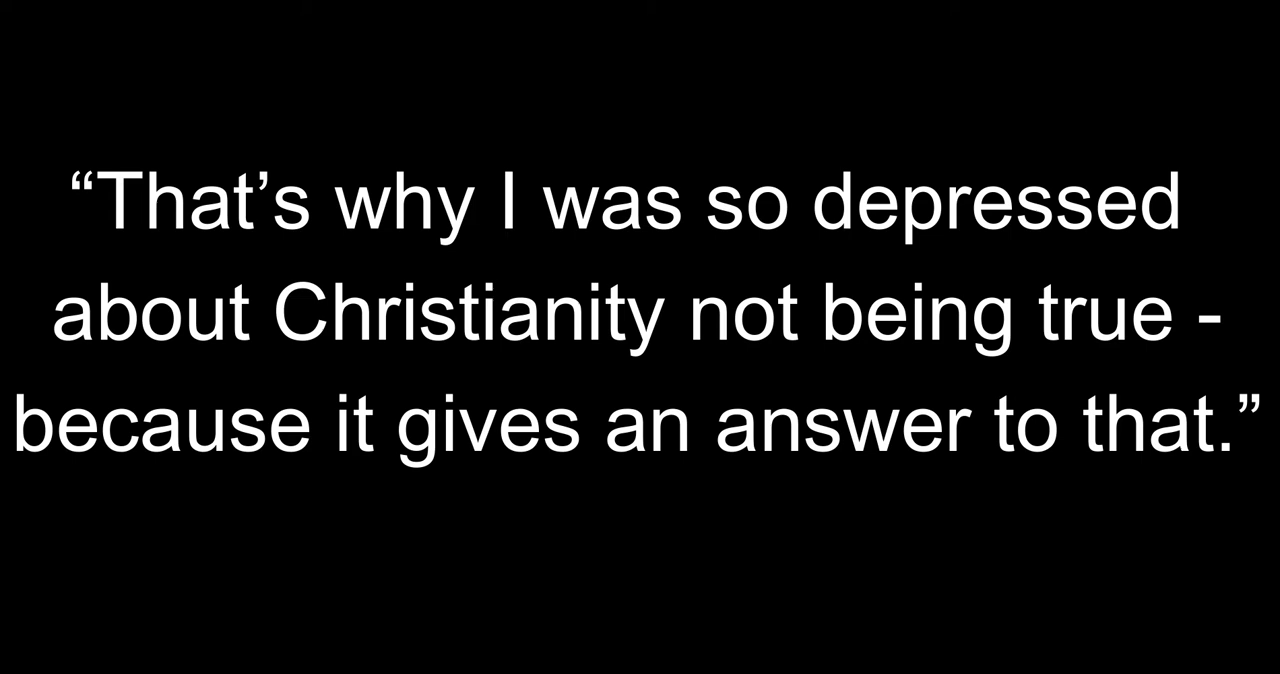 “That’s why I was so depressed
about Christianity not being true -
because it gives an answer to that.”